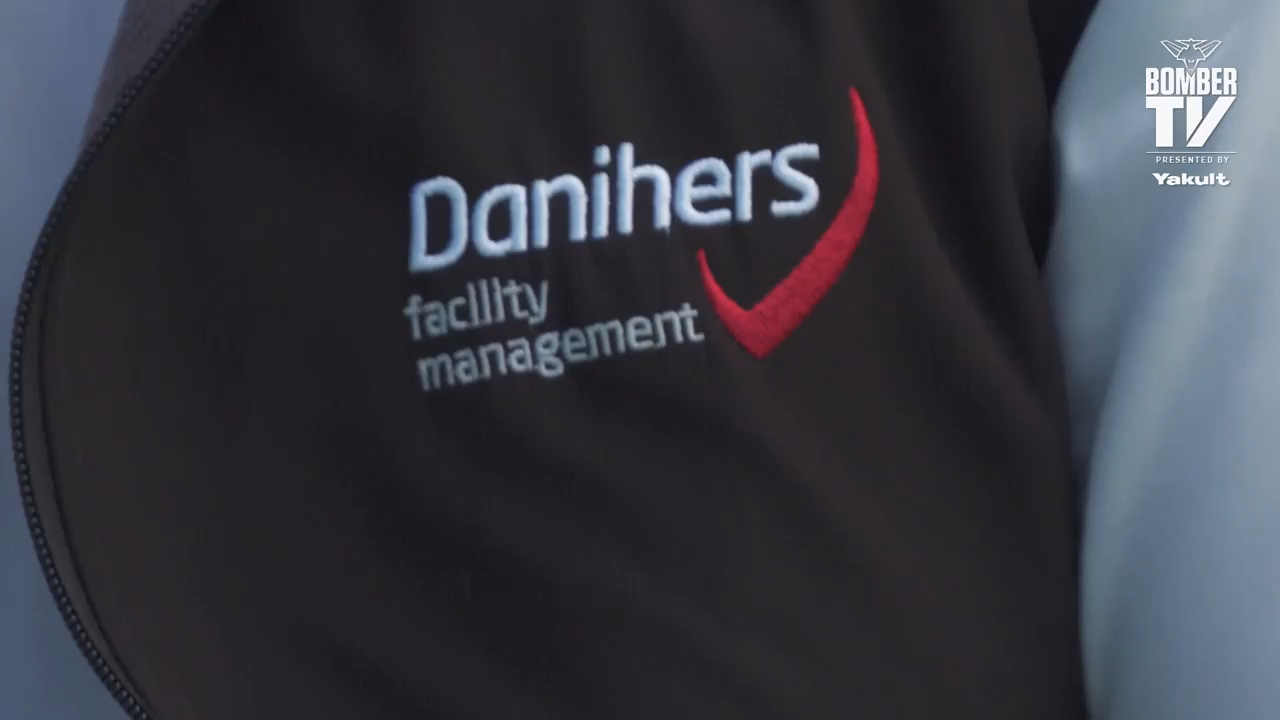 Danihers
facility
management
BOMBER
TV
PRESENTED BY
Yakult